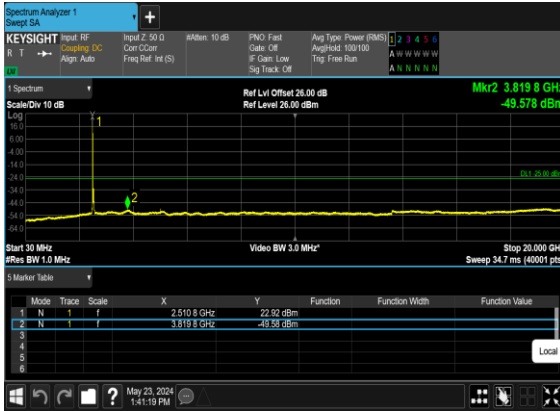 Spectrum Analyzer 1
Swept SA
+
KEYSIGHT
R T
LV
Input: RF
Coupling: DC
Align: Auto
Input Z: 50 Ω
Corr CCorr
Freq Ref: Int (S)
#Atten: 10 dB
PNO: Fast
Gate: Off
IF Gain: Low
Sig Track: Off
Avg Type: Power (RMS)
Avg|Hold: 100/100
Trig: Free Run
1 2 3 4 5 6
A W W W W W
A N N N N N
1 Spectrum
Scale/Div 10 dB
Ref Lvl Offset 26.00 dB
Ref Level 26.00 dBm
Mkr2 3.819 8 GHz
-49.578 dBm
Log
16.0
6.00
-4.00
-14.0
-24.0
-34.0
-44.0
-54.0
-64.0
1
2
DL1 -25.00 dBm
Start 30 MHz
#Res BW 1.0 MHz
Video BW 3.0 MHz*
Stop 20.000 GHz
Sweep 34.7 ms (40001 pts)
5 Marker Table
Mode Trace Scale X Y Function Function Width Function Value
1 N 1 f 2.510 8 GHz 22.92 dBm
2 N 1 f 3.819 8 GHz -49.58 dBm
3
4
5
6
Local
?
May 23, 2024
1:41:19 PM